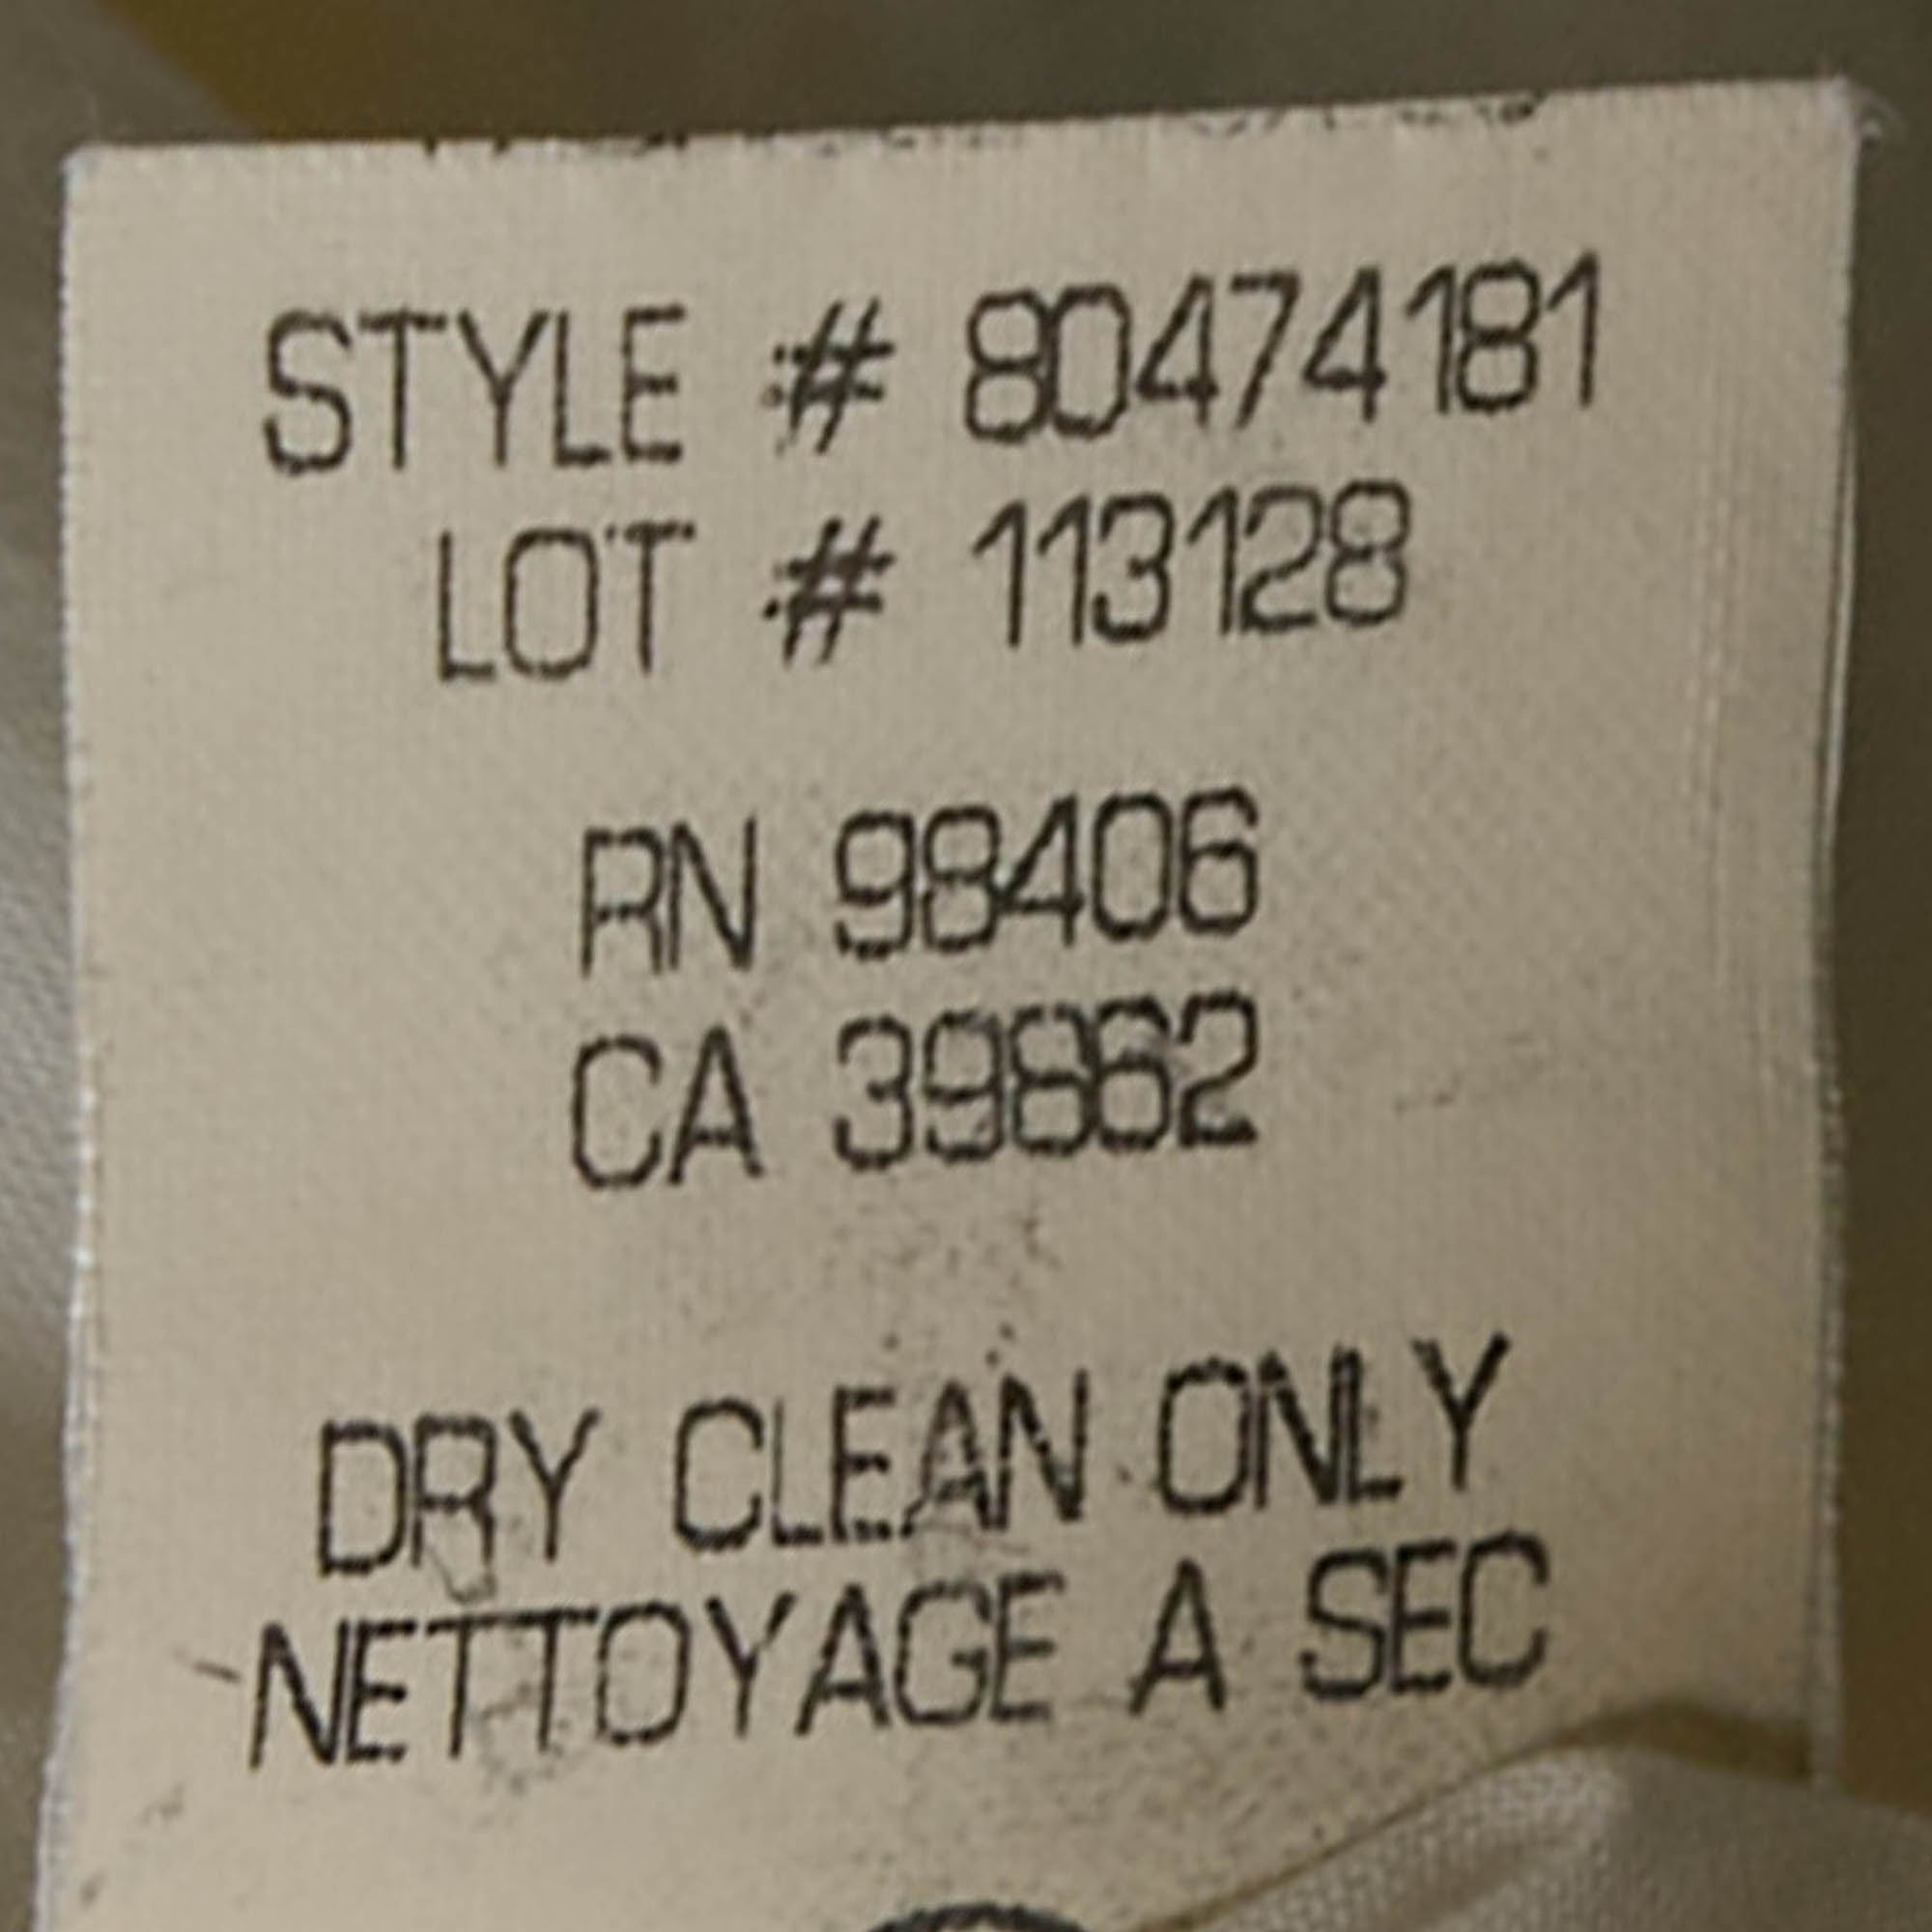 STYLE # 80474181
LOT # 113128
RN 98406
CA 39862
DRY CLEAN ONLY
NETTOYAGE A SEC